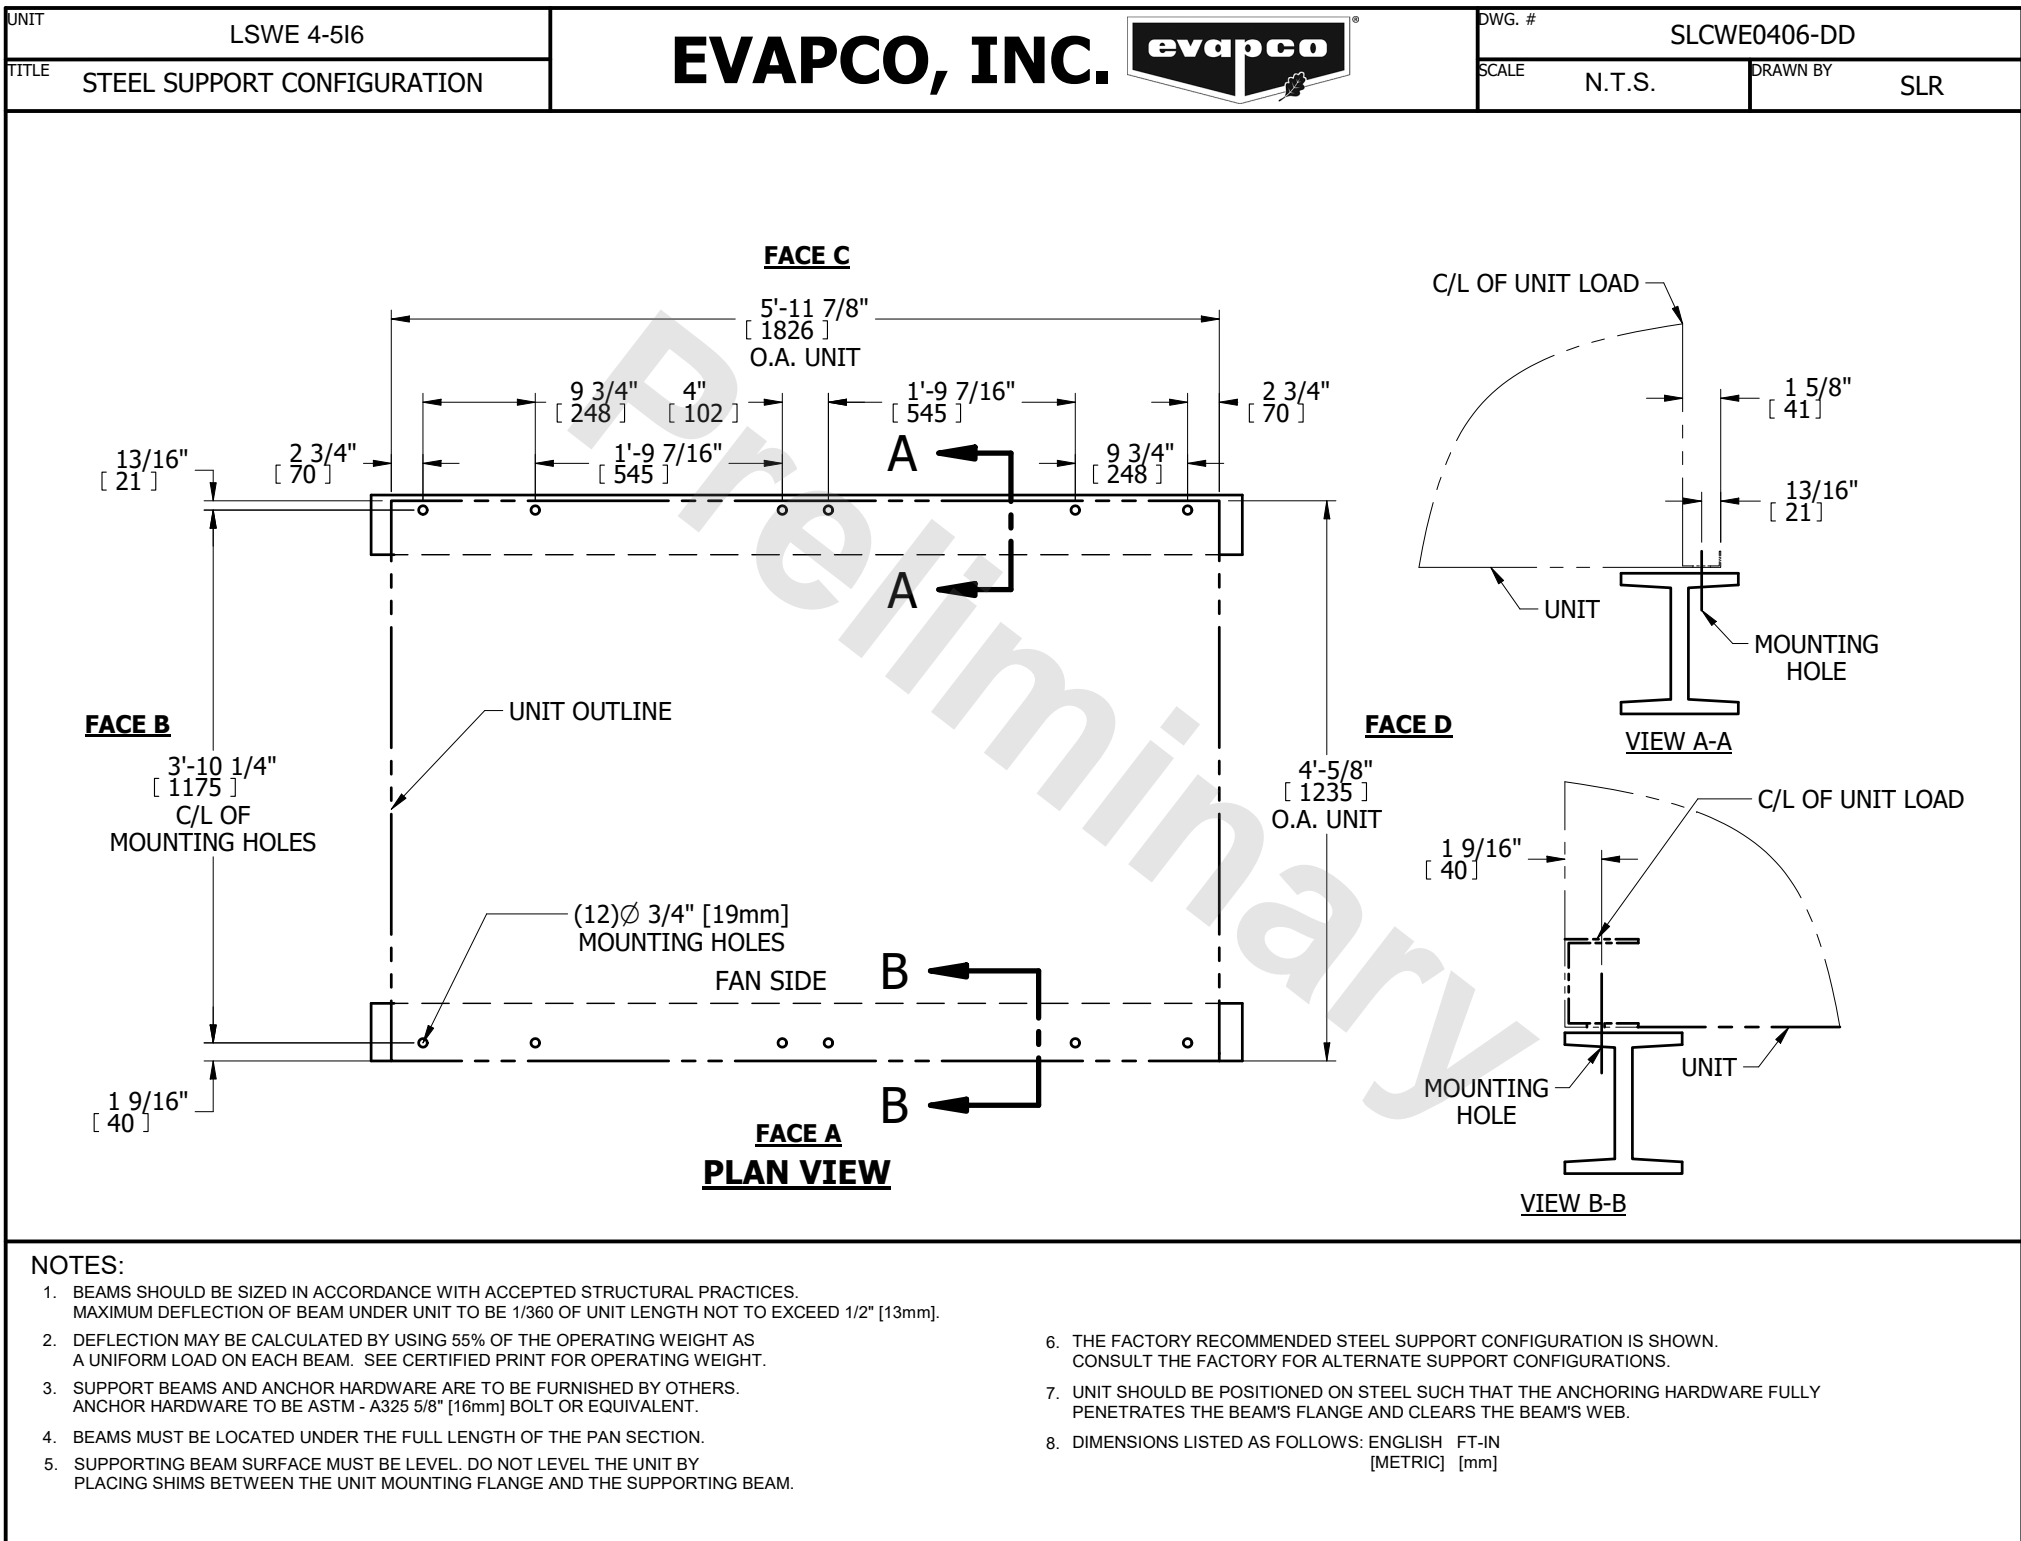 UNIT
LSWE 4-5I6
TITLE
STEEL SUPPORT CONFIGURATION
EVAPCO, INC.
evapco
®
DWG. #
SLCWE0406-DD
SCALE
N.T.S.
DRAWN BY
SLR
FACE C
5'-11 7/8"
[ 1826 ]
O.A. UNIT
9 3/4"
[ 248 ]
4"
[ 102 ]
1'-9 7/16"
[ 545 ]
2 3/4"
[ 70 ]
13/16"
[ 21 ]
2 3/4"
[ 70 ]
1'-9 7/16"
[ 545 ]
A
9 3/4"
[ 248 ]
A
UNIT OUTLINE
FACE B
3'-10 1/4"
[ 1175 ]
C/L OF
MOUNTING HOLES
FACE D
4'-5/8"
[ 1235 ]
O.A. UNIT
(12)Ø 3/4" [19mm]
MOUNTING HOLES
FAN SIDE
B
B
1 9/16"
[ 40 ]
FACE A
PLAN VIEW
Preliminary
C/L OF UNIT LOAD
1 5/8"
[ 41 ]
13/16"
[ 21 ]
UNIT
MOUNTING
HOLE
VIEW A-A
C/L OF UNIT LOAD
1 9/16"
[ 40 ]
UNIT
MOUNTING
HOLE
VIEW B-B
NOTES:
1. BEAMS SHOULD BE SIZED IN ACCORDANCE WITH ACCEPTED STRUCTURAL PRACTICES.
MAXIMUM DEFLECTION OF BEAM UNDER UNIT TO BE 1/360 OF UNIT LENGTH NOT TO EXCEED 1/2" [13mm].
2. DEFLECTION MAY BE CALCULATED BY USING 55% OF THE OPERATING WEIGHT AS
A UNIFORM LOAD ON EACH BEAM. SEE CERTIFIED PRINT FOR OPERATING WEIGHT.
3. SUPPORT BEAMS AND ANCHOR HARDWARE ARE TO BE FURNISHED BY OTHERS.
ANCHOR HARDWARE TO BE ASTM - A325 5/8" [16mm] BOLT OR EQUIVALENT.
4. BEAMS MUST BE LOCATED UNDER THE FULL LENGTH OF THE PAN SECTION.
5. SUPPORTING BEAM SURFACE MUST BE LEVEL. DO NOT LEVEL THE UNIT BY
PLACING SHIMS BETWEEN THE UNIT MOUNTING FLANGE AND THE SUPPORTING BEAM.
6. THE FACTORY RECOMMENDED STEEL SUPPORT CONFIGURATION IS SHOWN.
CONSULT THE FACTORY FOR ALTERNATE SUPPORT CONFIGURATIONS.
7. UNIT SHOULD BE POSITIONED ON STEEL SUCH THAT THE ANCHORING HARDWARE FULLY
PENETRATES THE BEAM'S FLANGE AND CLEARS THE BEAM'S WEB.
8. DIMENSIONS LISTED AS FOLLOWS: ENGLISH FT-IN
[METRIC] [mm]